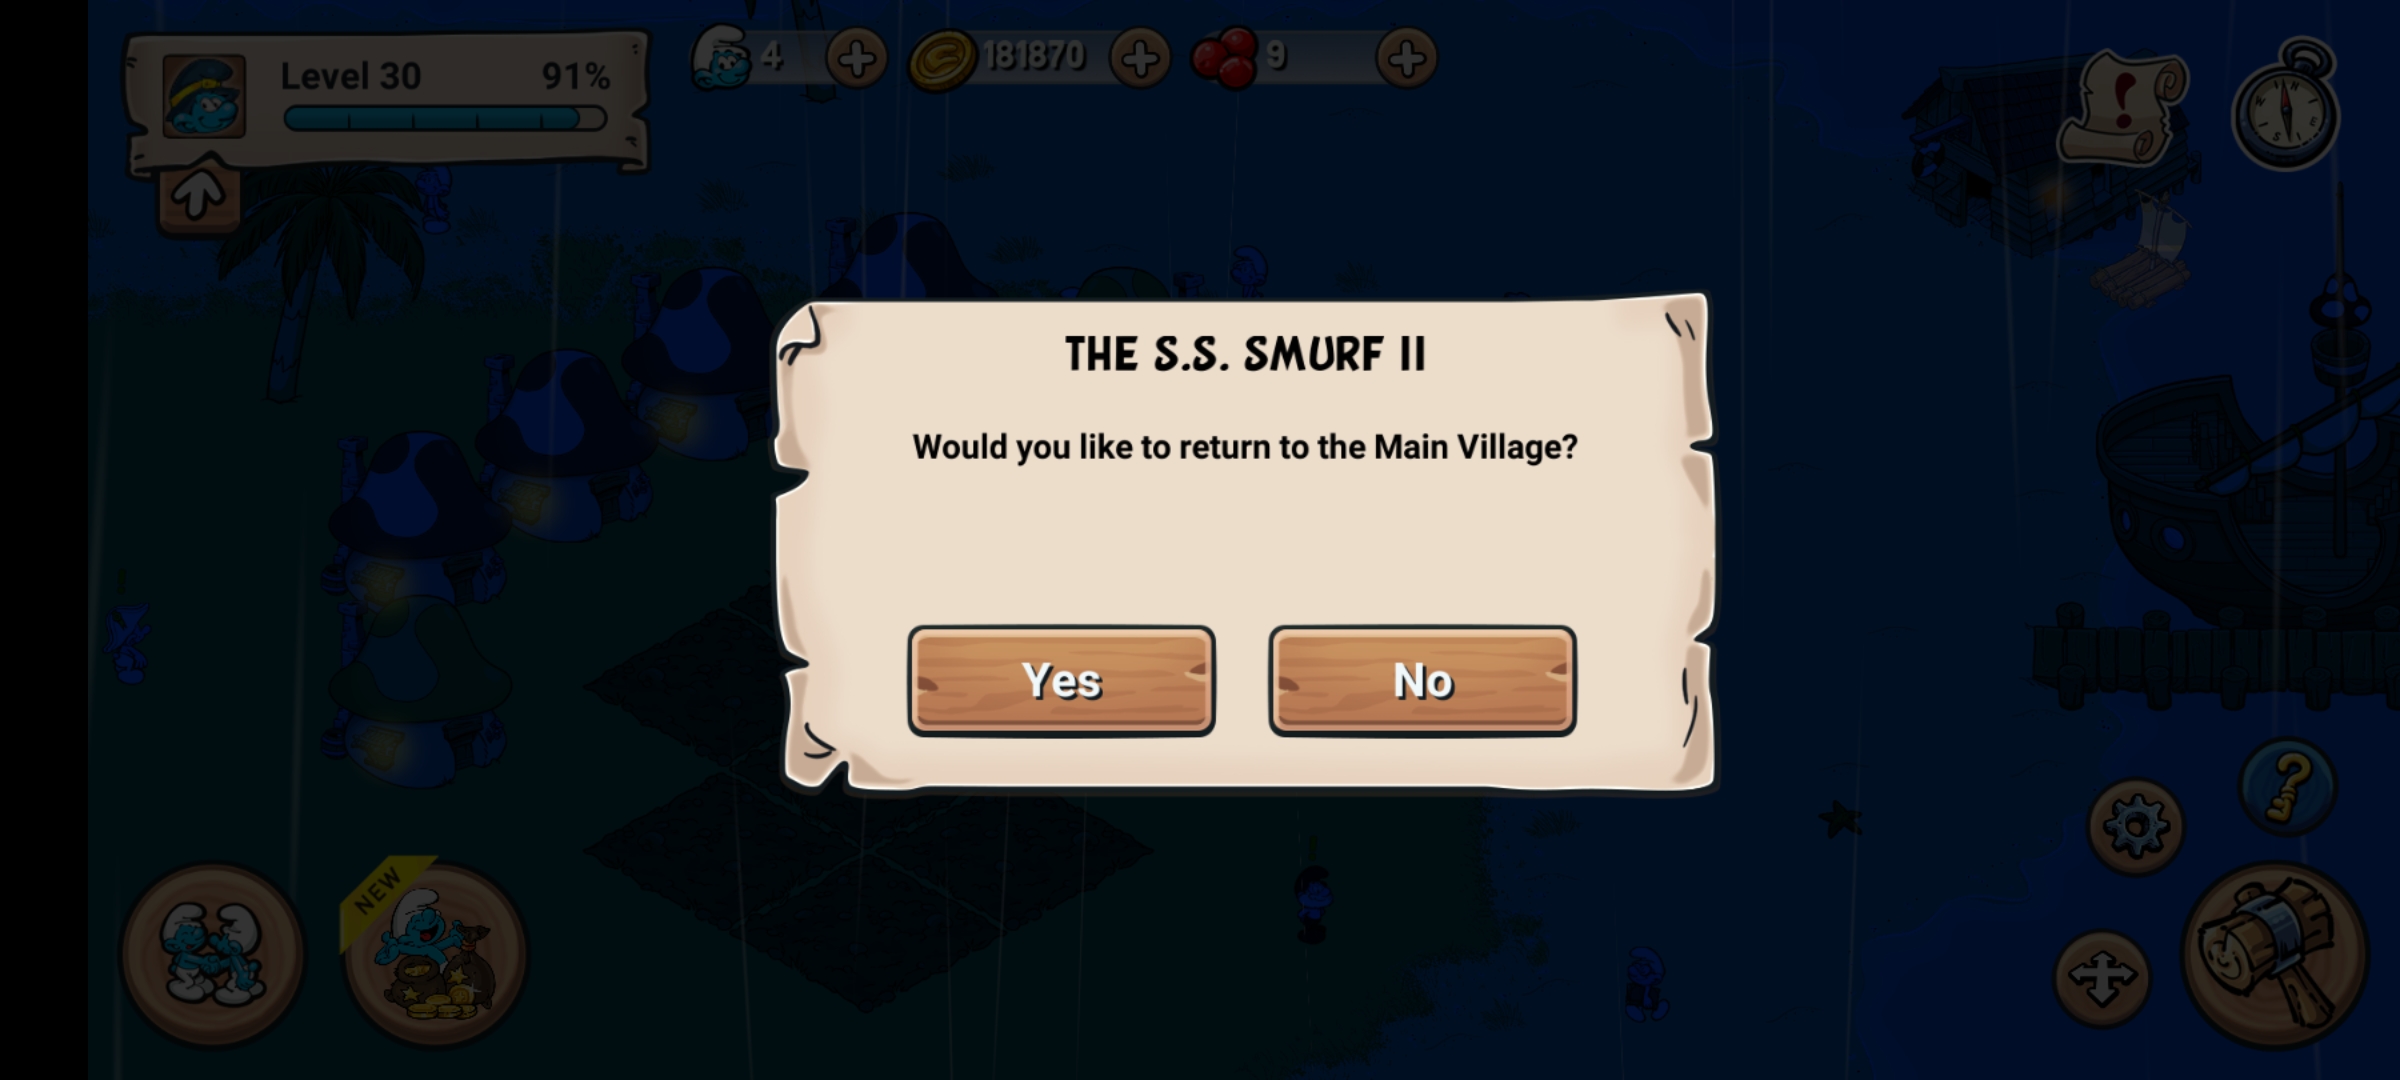 Level 30
91%
4
181870
9
THE S.S. SMURF II
Would you like to return to the Main Village?
Yes
No
NEW